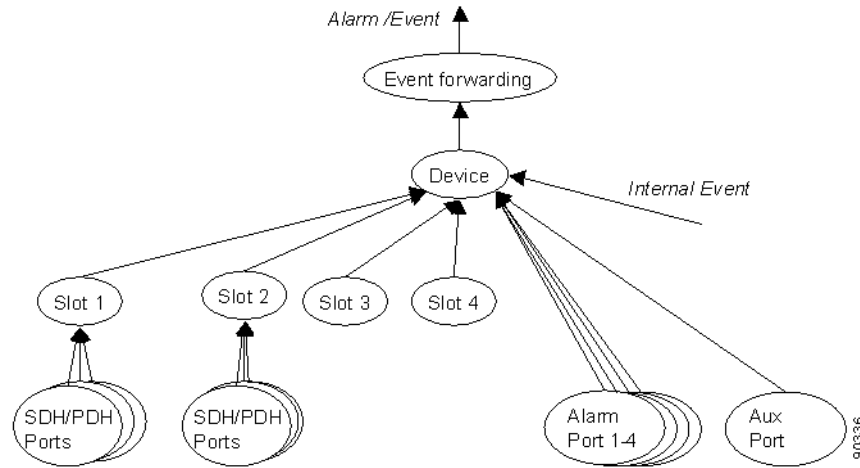 Alarm /Event
Event forwarding
Device
Internal Event
Slot 1
Slot 2
Slot 3
Slot 4
SDH/PDH
Ports
SDH/PDH
Ports
Alarm
Port 1-4
Aux
Port
90336